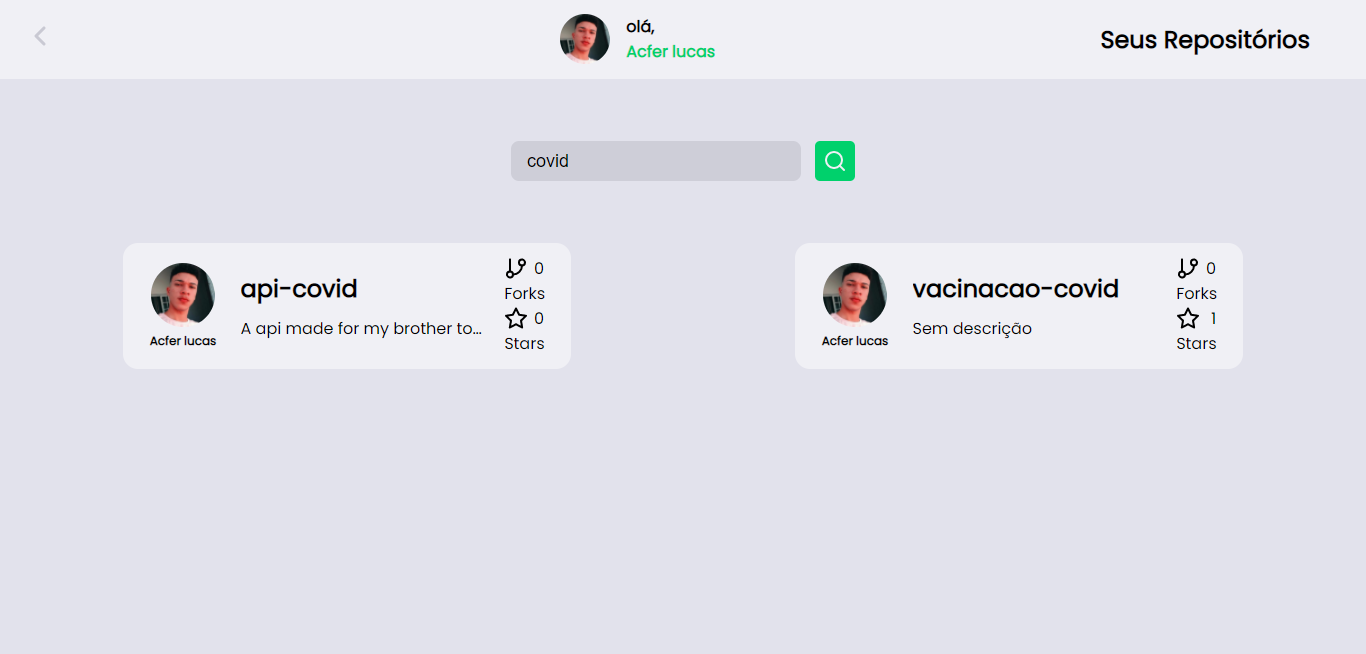 olá,
Acfer lucas
Seus Repositórios
covid
api-covid
A api made for my brother to...
Acfer lucas
0
Forks
0
Stars
vacinacao-covid
Sem descrição
Acfer lucas
0
Forks
1
Stars